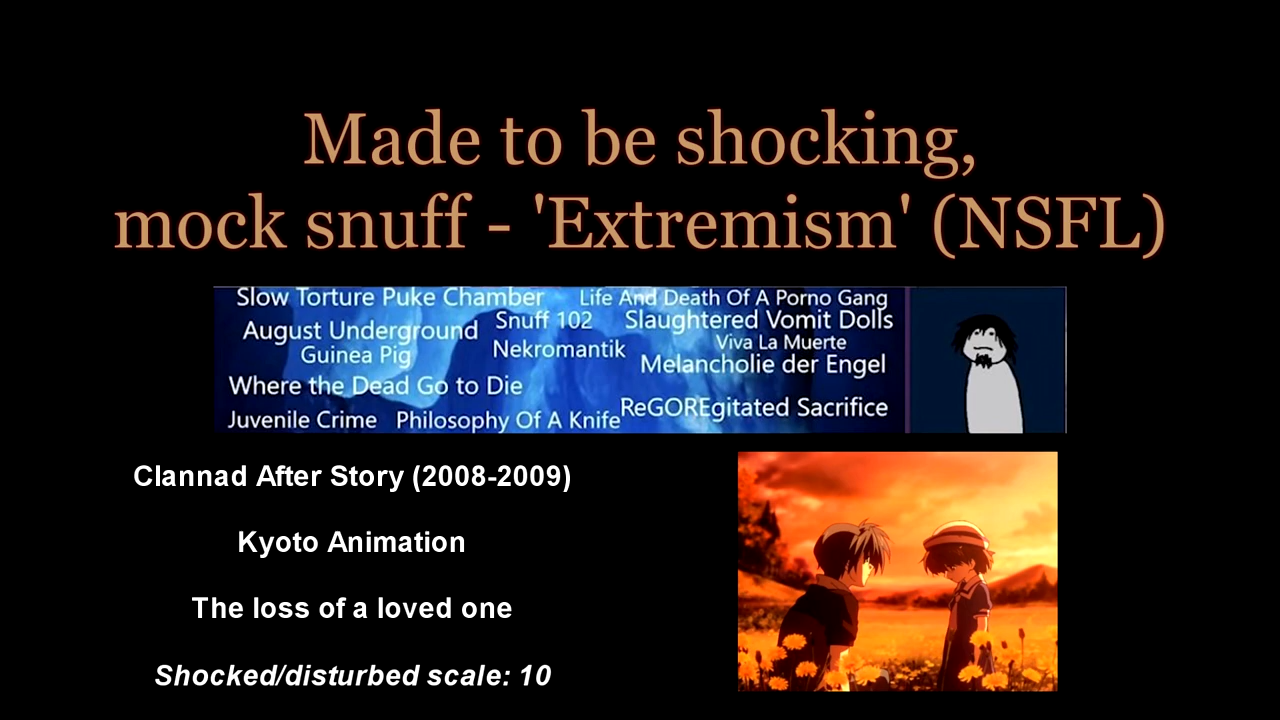 Made to be shocking,
mock snuff - 'Extremism' (NSFL)
Slow Torture Puke Chamber Life And Death Of A Porno Gang
August Underground Snuff 102 Slaughtered Vomit Dolls
Guinea Pig Nekromantik Viva La Muerte
Melancholie der Engel
Where the Dead Go to Die
Juvenile Crime Philosophy Of A Knife ReGOREgitated Sacrifice
Clannad After Story (2008-2009)
Kyoto Animation
The loss of a loved one
Shocked/disturbed scale: 10